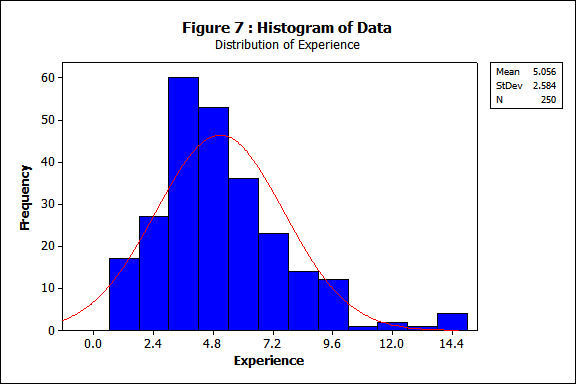 Figure 7 : Histogram of Data
Distribution of Experience
Mean 5.056
StDev 2.584
N 250
Frequency
60
50
40
30
20
10
0
0.0 2.4 4.8 7.2 9.6 12.0 14.4
Experience